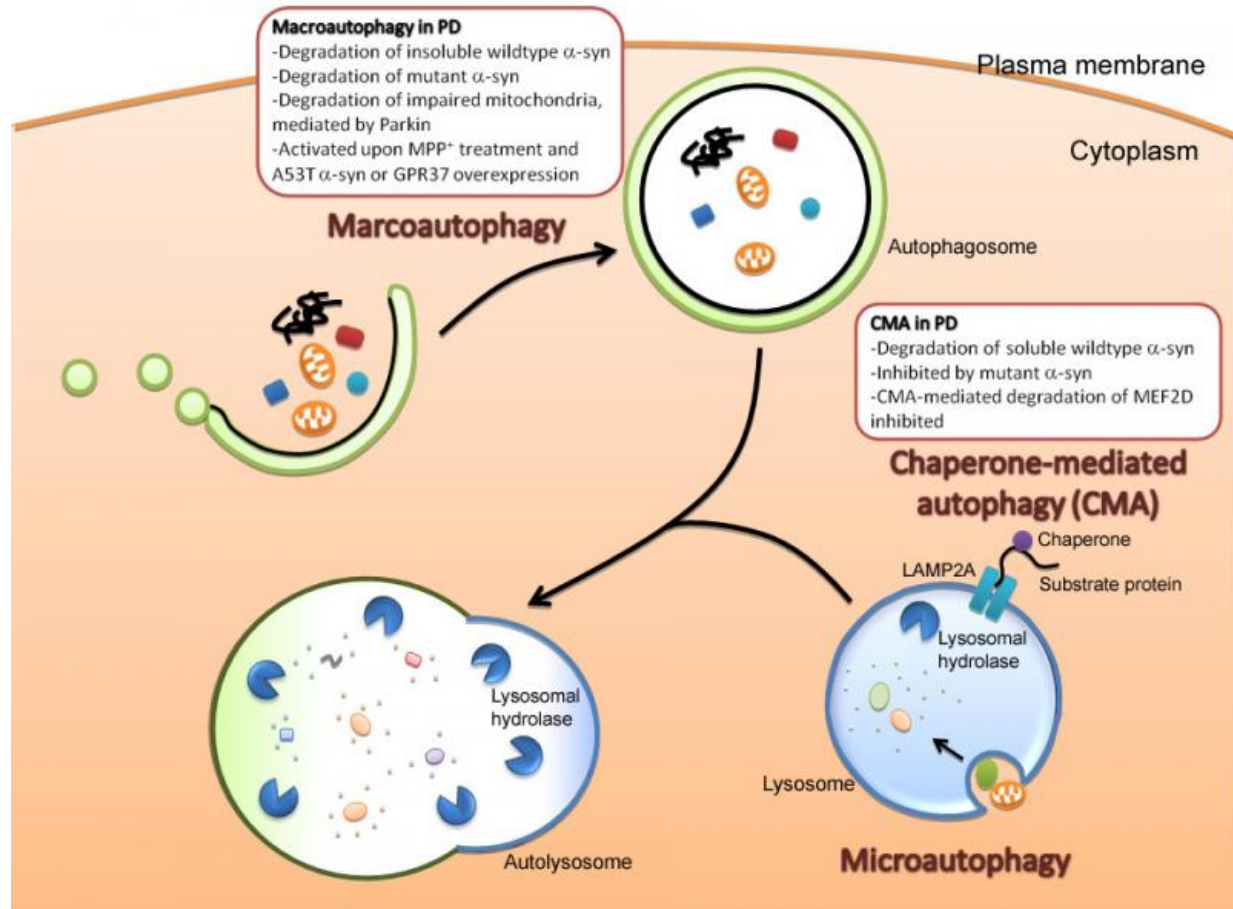 Macroautophagy in PD
-Degradation of insoluble wildtype α-syn
-Degradation of mutant α-syn
-Degradation of impaired mitochondria,
mediated by Parkin
-Activated upon MPP⁺ treatment and
A53T α-syn or GPR37 overexpression
Plasma membrane
Cytoplasm
Marcoautophagy
Autophagosome
CMA in PD
-Degradation of soluble wildtype α-syn
-Inhibited by mutant α-syn
-CMA-mediated degradation of MEF2D
inhibited
Chaperone-mediated
autophagy (CMA)
Chaperone
LAMP2A
Substrate protein
Lysosomal
hydrolase
Lysosomal
hydrolase
Lysosome
Autolysosome
Microautophagy